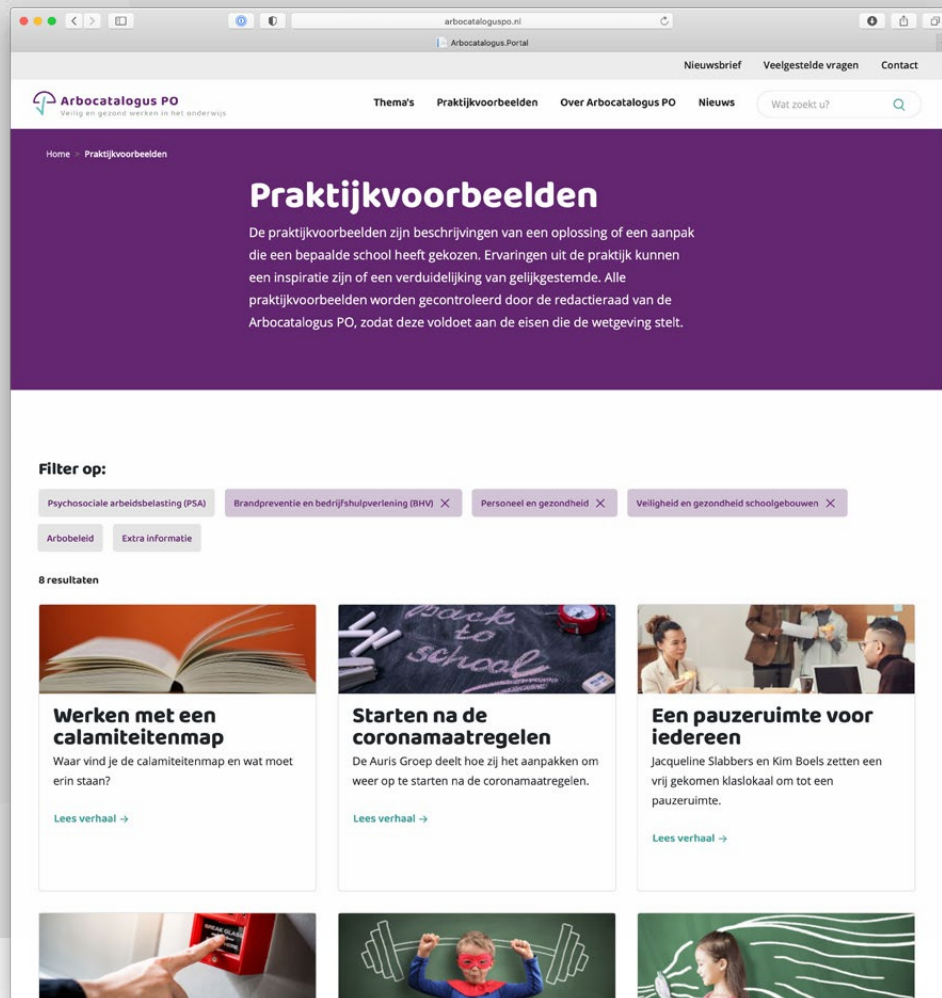 arbocataloguspo.nl
Arbocatalogus.Portal
Nieuwsbrief Veelgestelde vragen Contact
Arbocatalogus PO
Veilig en gezond werken in het onderwijs
Thema's Praktijkvoorbeelden Over Arbocatalogus PO Nieuws Wat zoekt u?
Home > Praktijkvoorbeelden
Praktijkvoorbeelden
De praktijkvoorbeelden zijn beschrijvingen van een oplossing of een aanpak
die een bepaalde school heeft gekozen. Ervaringen uit de praktijk kunnen
een inspiratie zijn of een verduidelijking van gelijkgestemde. Alle
praktijkvoorbeelden worden gecontroleerd door de redactieraad van de
Arbocatalogus PO, zodat deze voldoet aan de eisen die de wetgeving stelt.
Filter op:
Psychosociale arbeidsbelasting (PSA) Brandpreventie en bedrijfshulpverlening (BHV) Personeel en gezondheid Veiligheid en gezondheid schoolgebouwen
Arbobeleid Extra informatie
8 resultaten
back
to
school
Werken met een
calamiteitenmap
Waar vind je de calamiteitenmap en wat moet
erin staan?
Lees verhaal →
Starten na de
coronamaatregelen
De Auris Groep deelt hoe zij het aanpakken om
weer op te starten na de coronamaatregelen.
Lees verhaal →
Een pauzeruimte voor
iedereen
Jacqueline Slabbers en Kim Boels zetten een
vrij gekomen klaslokaal om tot een
pauzeruimte.
Lees verhaal →
BREAK GLASS
HERE